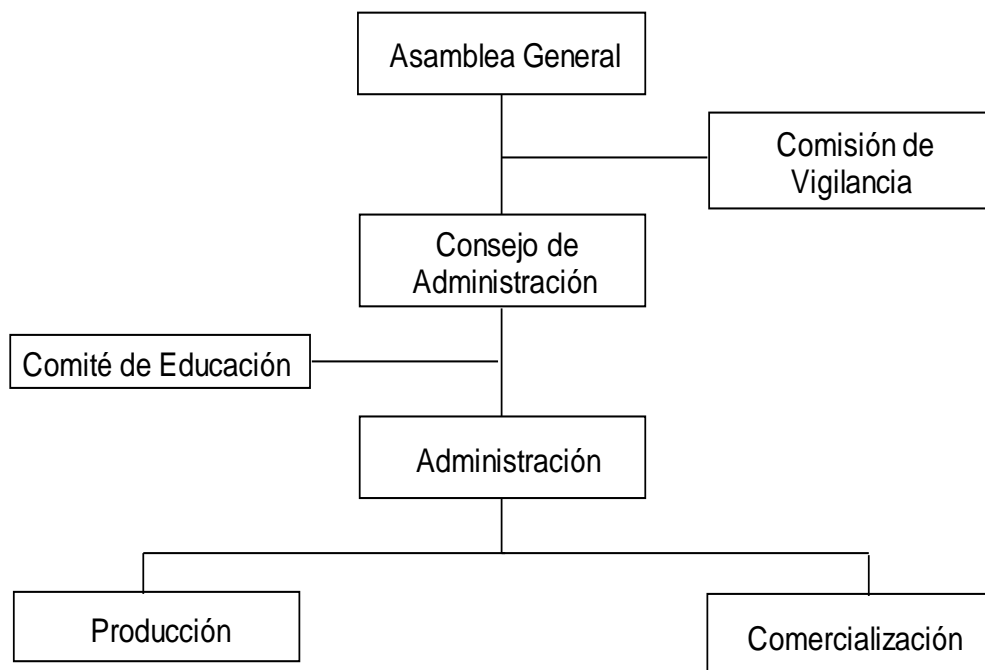 Asamblea General
Comisión de
Vigilancia
Consejo de
Administración
Comité de Educación
Administración
Producción
Comercialización